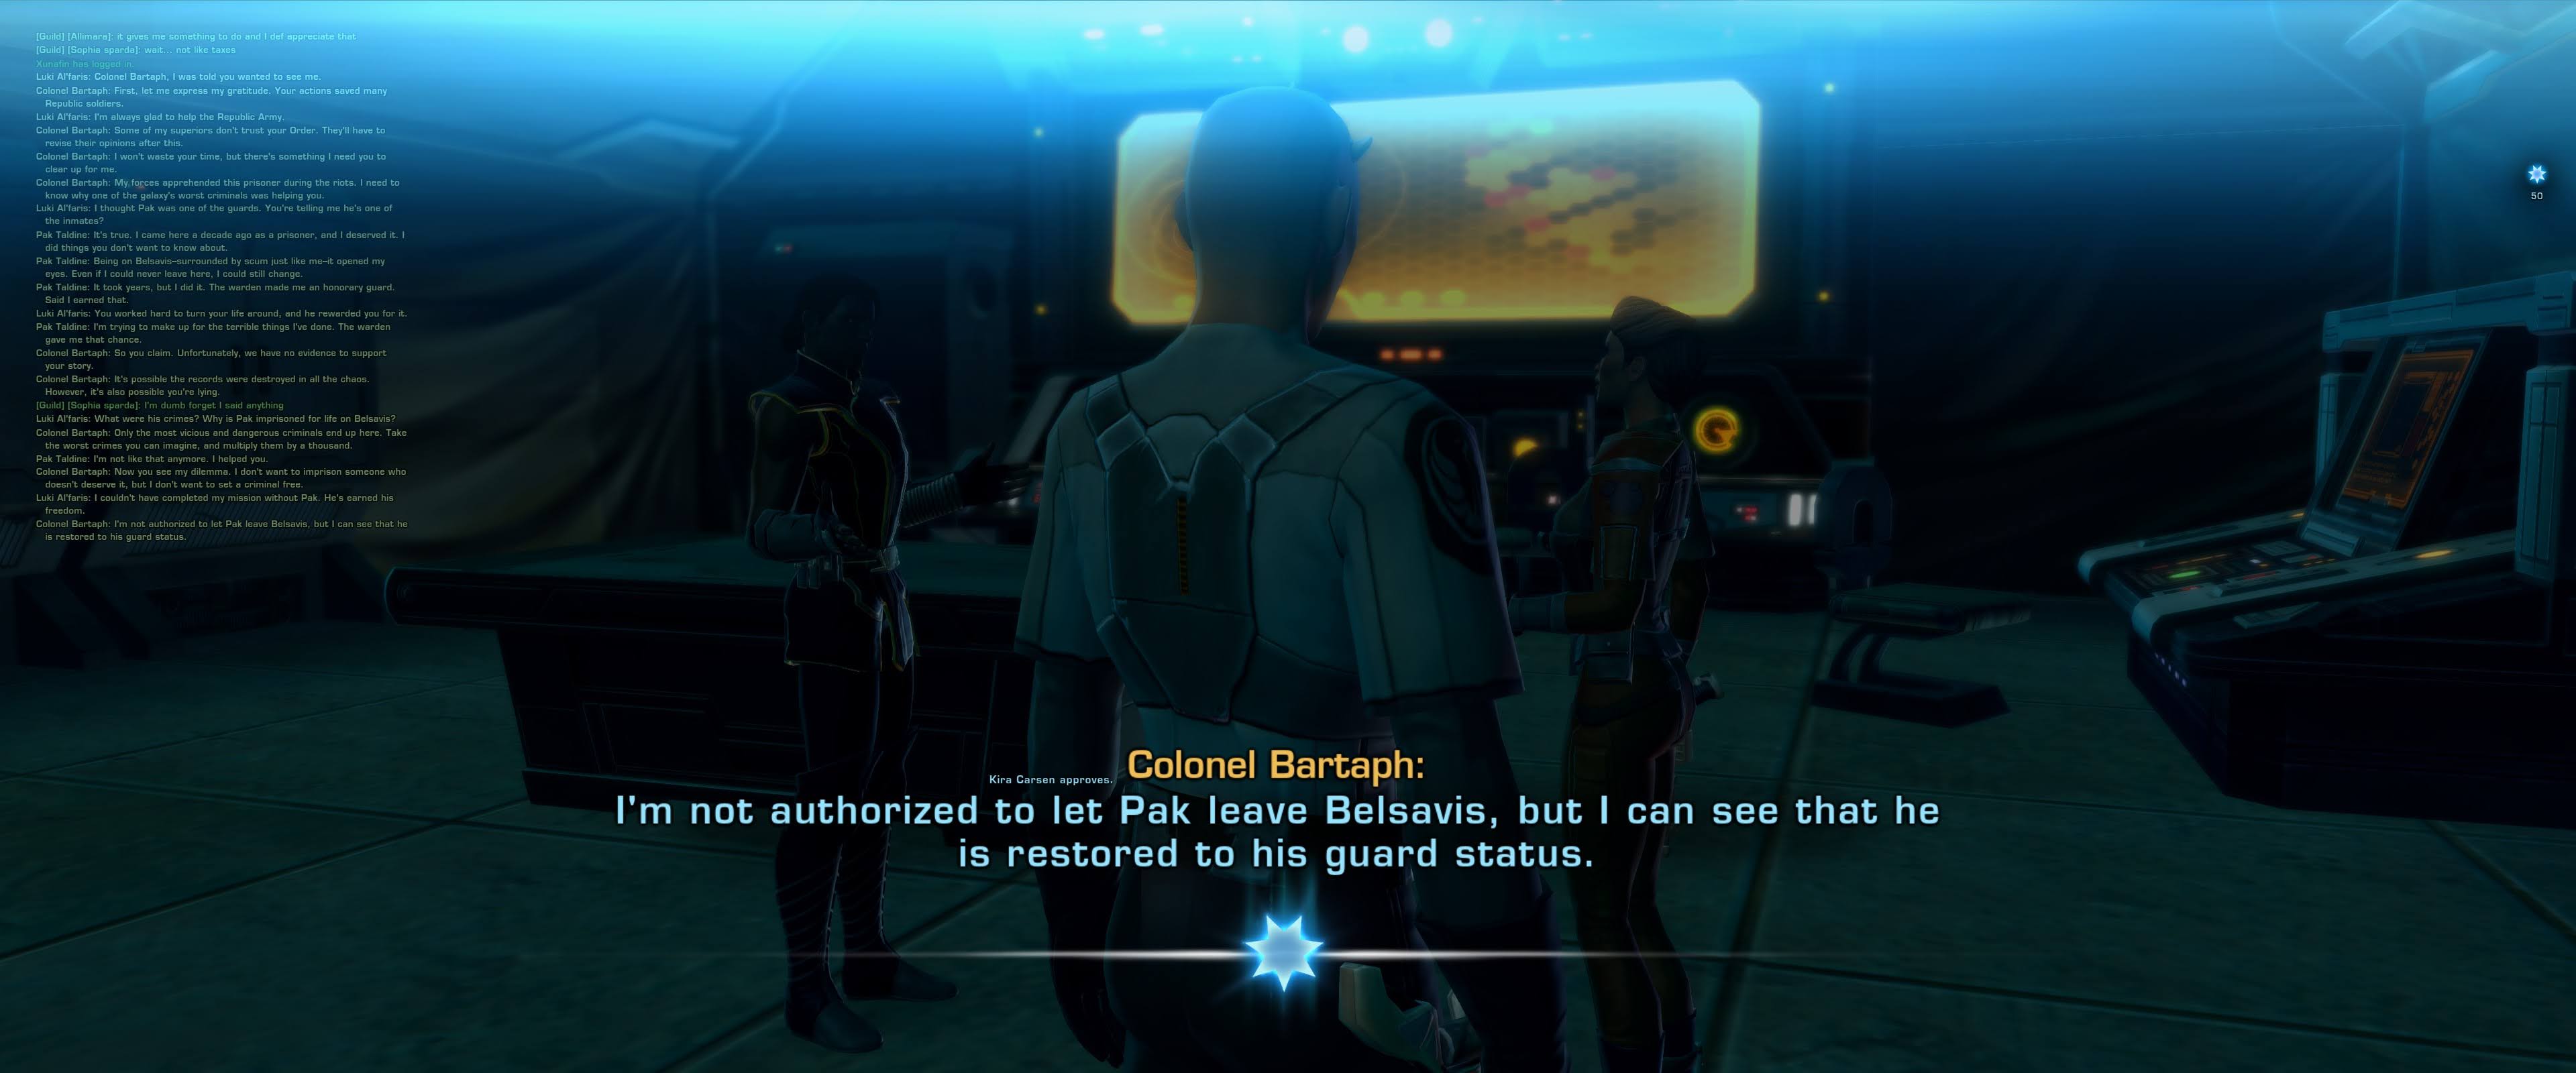 [Guild] [Allimara]: it gives me something to do and I def appreciate that
[Guild] [Sophia sparda]: wait... not like taxes
Xunafin has logged in.
Luki Al'faris: Colonel Bartaph, I was told you wanted to see me.
Colonel Bartaph: First, let me express my gratitude. Your actions saved many
Republic soldiers.
Luki Al'faris: I'm always glad to help the Republic Army.
Colonel Bartaph: Some of my superiors don't trust your Order. They'll have to
revise their opinions after this.
Colonel Bartaph: I won't waste your time, but there's something I need you to
clear up for me.
Colonel Bartaph: My forces apprehended this prisoner during the riots. I need to
know why one of the galaxy's worst criminals was helping you.
Luki Al'faris: I thought Pak was one of the guards. You're telling me he's one of
the inmates?
Pak Taldine: It's true. I came here a decade ago as a prisoner, and I deserved it. I
did things you don't want to know about.
Pak Taldine: Being on Belsavis—surrounded by scum just like me—it opened my
eyes. Even if I could never leave here, I could still change.
Pak Taldine: It took years, but I did it. The warden made me an honorary guard.
Said I earned that.
Luki Al'faris: You worked hard to turn your life around, and he rewarded you for it.
Pak Taldine: I'm trying to make up for the terrible things I've done. The warden
gave me that chance.
Colonel Bartaph: So you claim. Unfortunately, we have no evidence to support
your story.
Colonel Bartaph: It's possible the records were destroyed in all the chaos.
However, it's also possible you're lying.
[Guild] [Sophia sparda]: I'm dumb forget I said anything
Luki Al'faris: What were his crimes? Why is Pak imprisoned for life on Belsavis?
Colonel Bartaph: Only the most vicious and dangerous criminals end up here. Take
the worst crimes you can imagine, and multiply them by a thousand.
Pak Taldine: I'm not like that anymore. I helped you.
Colonel Bartaph: Now you see my dilemma. I don't want to imprison someone who
doesn't deserve it, but I don't want to set a criminal free.
Luki Al'faris: I couldn't have completed my mission without Pak. He's earned his
freedom.
Colonel Bartaph: I'm not authorized to let Pak leave Belsavis, but I can see that he
is restored to his guard status.
50
Kira Carsen approves.
Colonel Bartaph:
I'm not authorized to let Pak leave Belsavis, but I can see that he
is restored to his guard status.